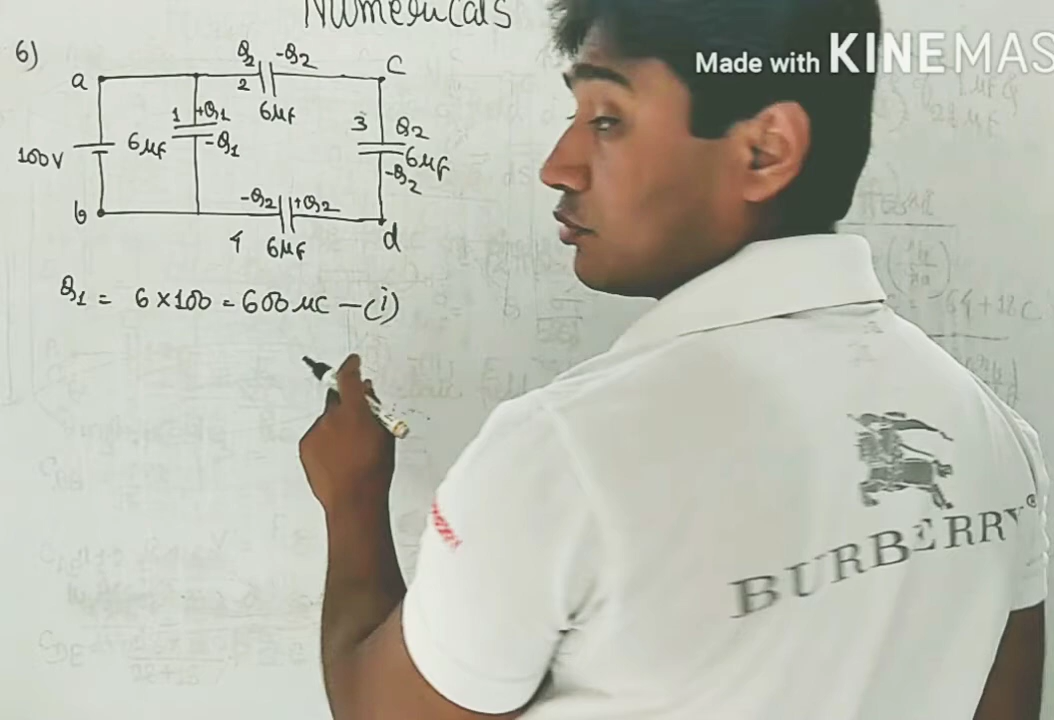 Numericals
Made with KINEMAS
6)
a
Q2 -Q2
2
6μf
c
1 +Q1
-Q1
6μf
100V
3 Q2
6μf
-Q2
b
-Q2 +Q2
4 6μf
d
Q1 = 6×100 = 600 μC —(i)
BURBERRY®